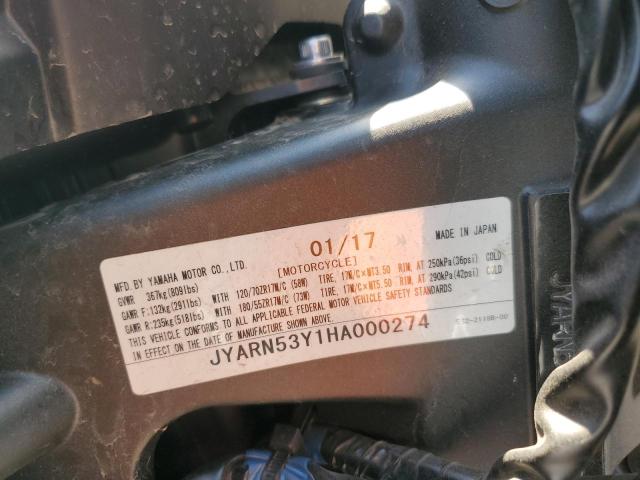 01/17
MFD.BY YAMAHA MOTOR CO.,LTD. [MOTORCYCLE] MADE IN JAPAN
GVWR 367kg(809lbs)
GAWR F:132kg(291lbs) WITH 120/70ZR17M/C (58W) TIRE, 17M/C×MT3.50 RIM, AT 250kPa(36psi) COLD
GAWR R:235kg(518lbs) WITH 180/55ZR17M/C (73W) TIRE, 17M/C×MT5.50 RIM, AT 290kPa(42psi) COLD
THIS VEHICLE CONFORMS TO ALL APPLICABLE FEDERAL MOTOR VEHICLE SAFETY STANDARDS
IN EFFECT ON THE DATE OF MANUFACTURE SHOWN ABOVE.
JYARN53Y1HA000274
JYARN